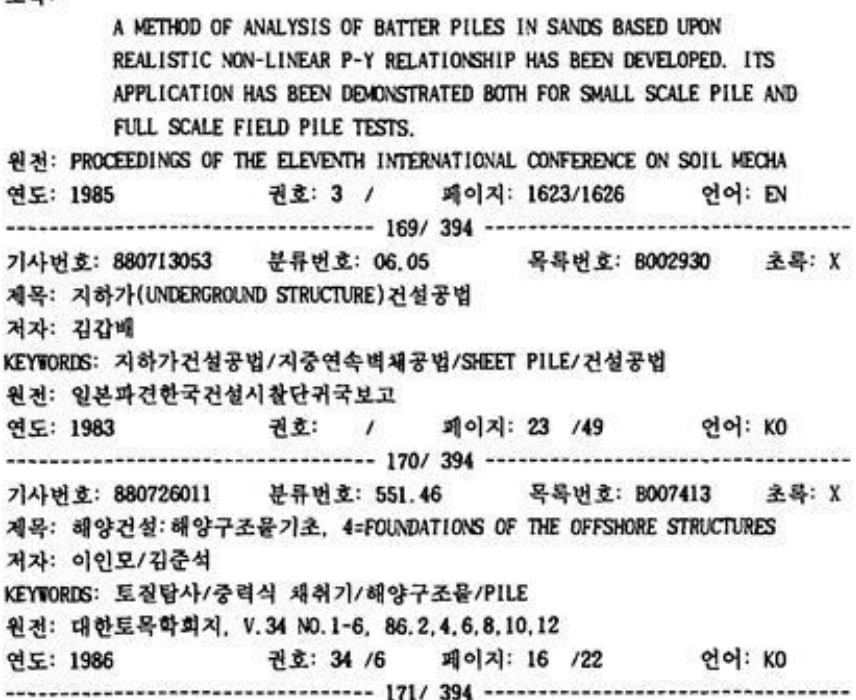 A METHOD OF ANALYSIS OF BATTER PILES IN SANDS BASED UPON
REALISTIC NON-LINEAR P-Y RELATIONSHIP HAS BEEN DEVELOPED. ITS
APPLICATION HAS BEEN DEMONSTRATED BOTH FOR SMALL SCALE PILE AND
FULL SCALE FIELD PILE TESTS.
원전: PROCEEDINGS OF THE ELEVENTH INTERNATIONAL CONFERENCE ON SOIL MECHA
연도: 1985 권호: 3 / 페이지: 1623/1626 언어: EN
---------------------------------- 169/ 394 ----------------------------------
기사번호: 880713053 분류번호: 06.05 목록번호: B002930 초록: X
제목: 지하가(UNDERGROUND STRUCTURE)건설공법
저자: 김갑배
KEYWORDS: 지하가건설공법/지중연속벽체공법/SHEET PILE/건설공법
원전: 일본파견한국건설시찰단귀국보고
연도: 1983 권호: / 페이지: 23 /49 언어: KO
---------------------------------- 170/ 394 ----------------------------------
기사번호: 880726011 분류번호: 551.46 목록번호: B007413 초록: X
제목: 해양건설:해양구조물기초, 4=FOUNDATIONS OF THE OFFSHORE STRUCTURES
저자: 이인모/김준석
KEYWORDS: 토질탐사/중력식 채취기/해양구조물/PILE
원전: 대한토목학회지, V.34 NO.1-6, 86.2,4,6,8,10,12
연도: 1986 권호: 34 /6 페이지: 16 /22 언어: KO
---------------------------------- 171/ 394 ----------------------------------